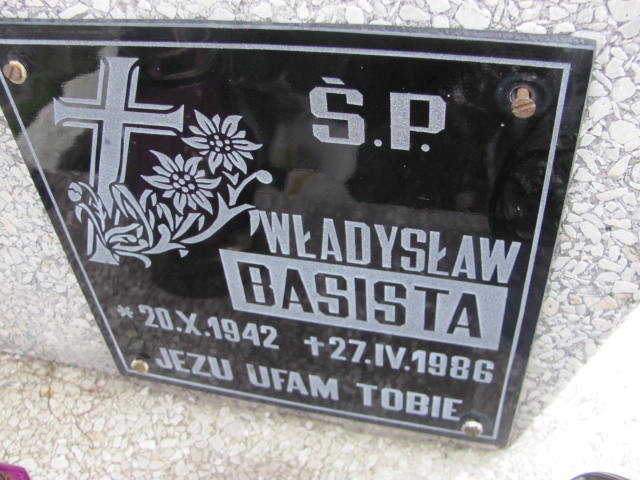 Ś.P.
WŁADYSŁAW
BASISTA
* 20.X.1942 +27.IV.1986
JEZU UFAM TOBIE